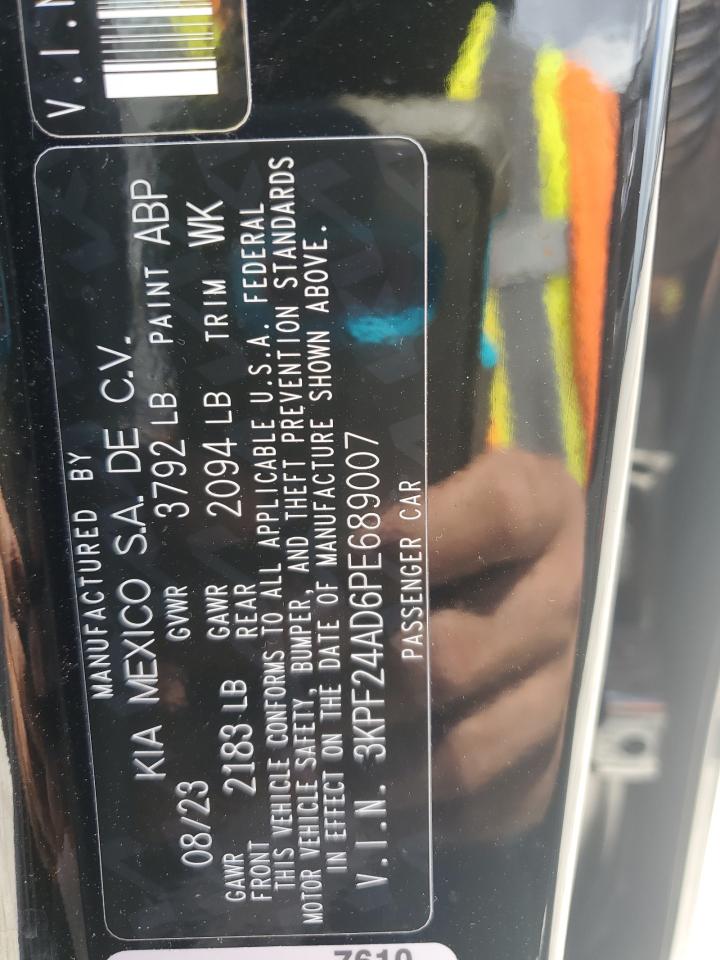 V.I.N
MANUFACTURED BY
KIA MEXICO S.A. DE C.V.
08/23 GVWR 3792 LB PAINT ABP
GAWR FRONT 2183 LB GAWR REAR 2094 LB TRIM WK
THIS VEHICLE CONFORMS TO ALL APPLICABLE U.S.A. FEDERAL
MOTOR VEHICLE SAFETY, BUMPER, AND THEFT PREVENTION STANDARDS
IN EFFECT ON THE DATE OF MANUFACTURE SHOWN ABOVE.
V.I.N. 3KPF24AD6PE689007
PASSENGER CAR